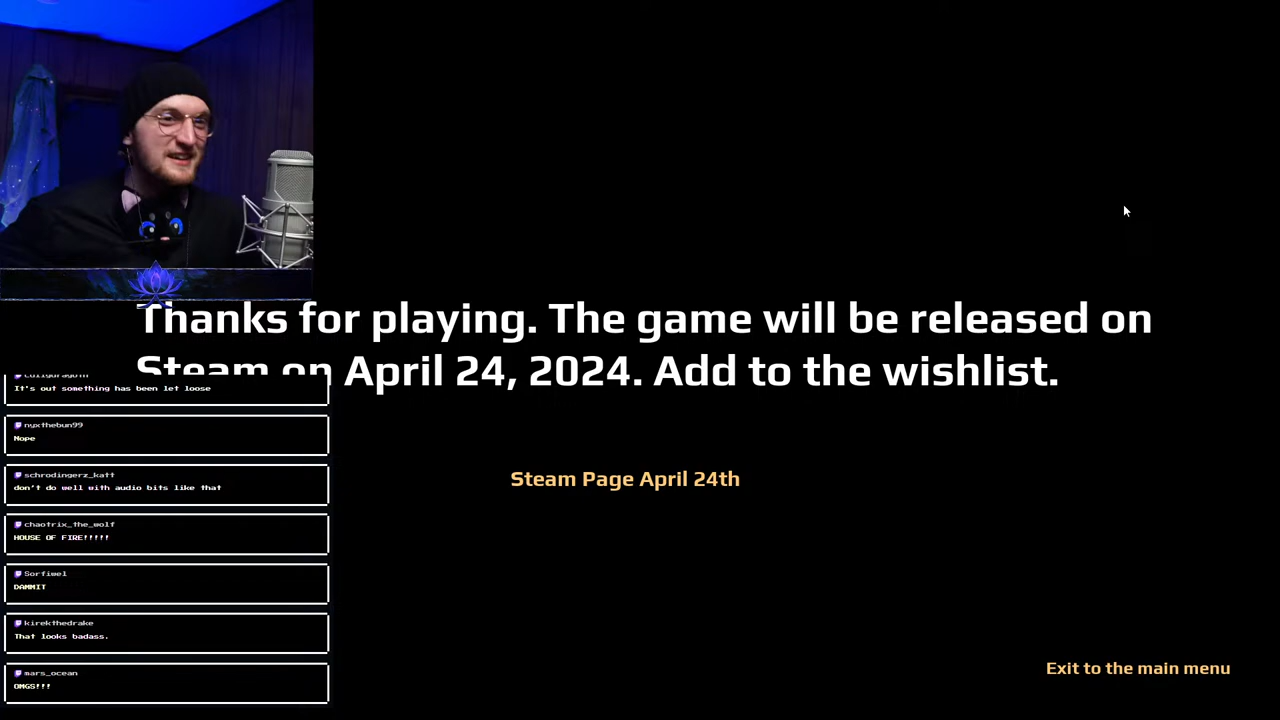 Thanks for playing. The game will be released on
Steam on April 24, 2024. Add to the wishlist.
It's out something has been let loose
nyxthebun99
Nope
schrodingerz_katt
don't do well with audio bits like that
chaotrix_the_wolf
HOUSE OF FIRE!!!!!
Sorfiwel
DAMMIT
kirekthedrake
That looks badass.
mars_ocean
OMGS!!!
Steam Page April 24th
Exit to the main menu